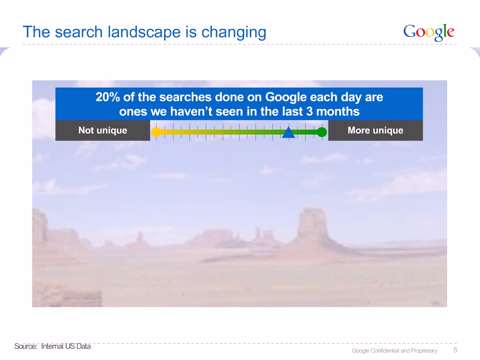 The search landscape is changing
Google
20% of the searches done on Google each day are
ones we haven't seen in the last 3 months
Not unique
More unique
Source: Internal US Data
Google Confidential and Proprietary
5